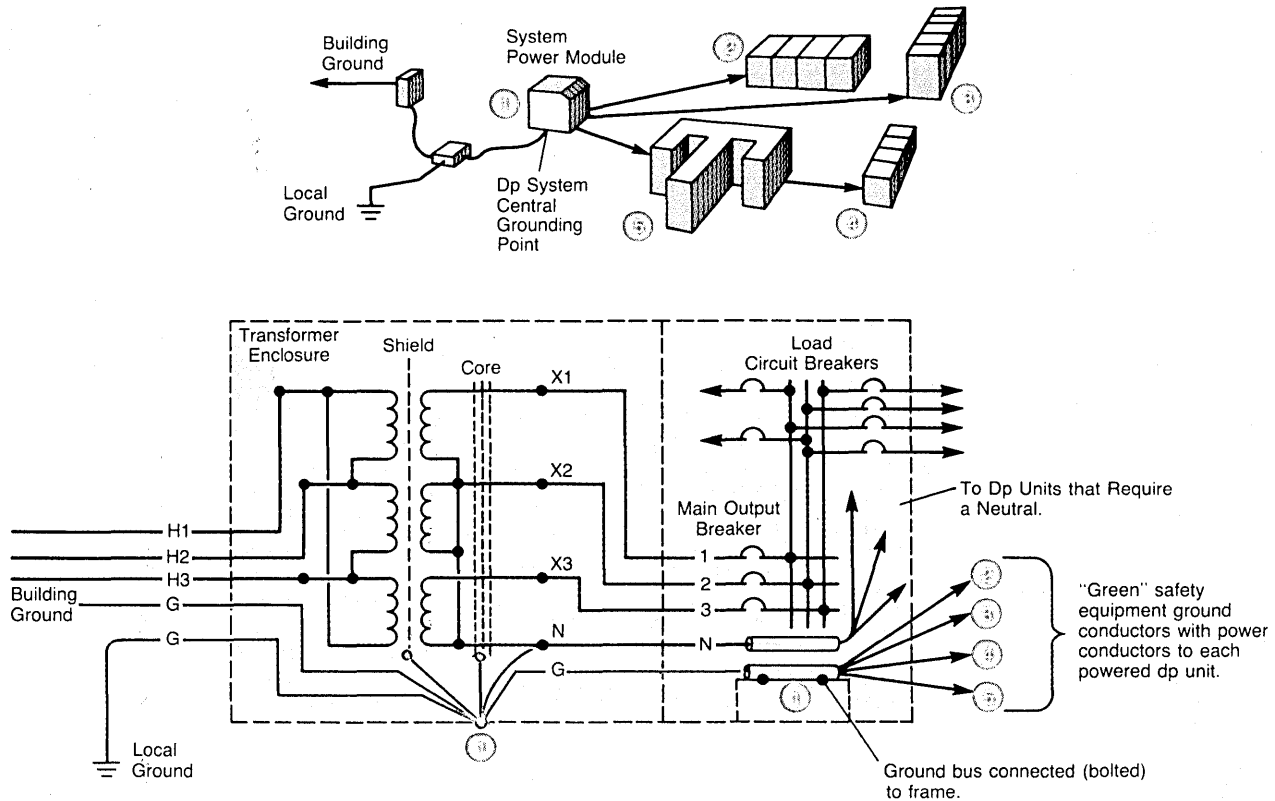 Building
Ground
System
Power Module
Local
Ground
Dp System
Central
Grounding
Point
Transformer
Enclosure
Shield
Core
X1
Load
Circuit Breakers
X2
To Dp Units that Require
a Neutral.
Main Output
Breaker
H1
H2
H3
X3
1
2
3
Building
Ground
G
G
N
N
G
"Green" safety
equipment ground
conductors with power
conductors to each
powered dp unit.
Local
Ground
Ground bus connected (bolted)
to frame.